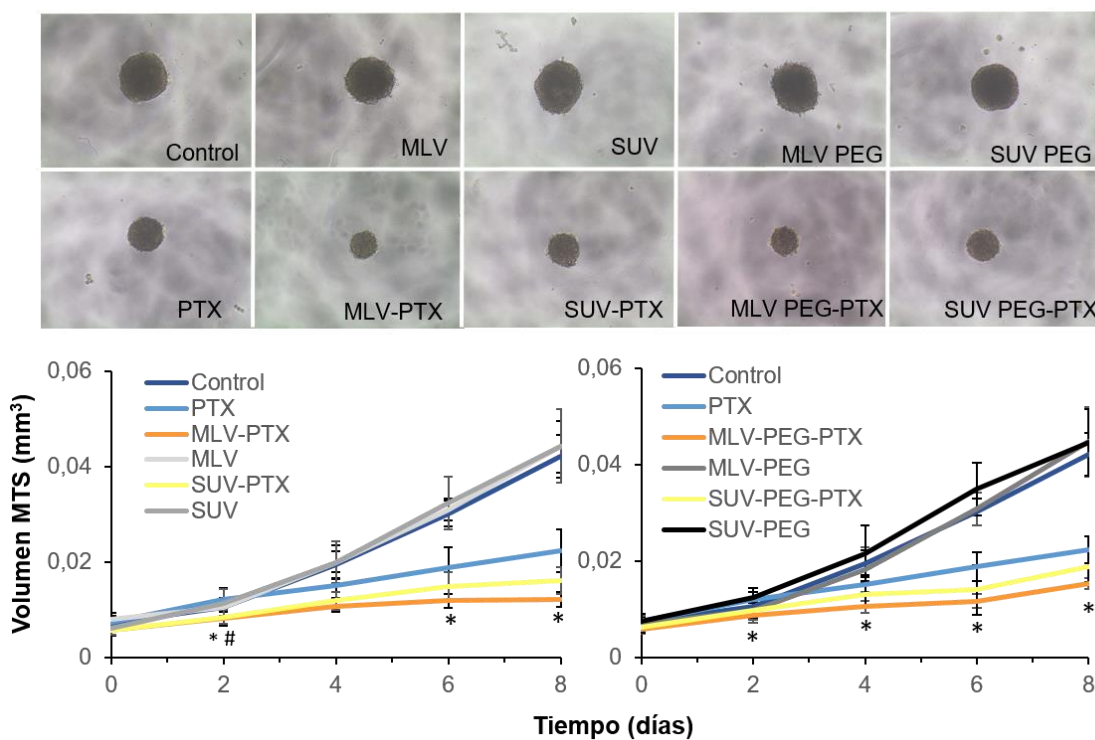 Control
MLV
SUV
MLV PEG
SUV PEG
PTX
MLV-PTX
SUV-PTX
MLV PEG-PTX
SUV PEG-PTX
Volumen MTS (mm³)
0,06
0,04
0,02
0
Control
PTX
MLV-PTX
MLV
SUV-PTX
SUV
* #
*
*
0 2 4 6 8
0,06
0,04
0,02
0
Control
PTX
MLV-PEG-PTX
MLV-PEG
SUV-PEG-PTX
SUV-PEG
*
*
*
*
0 2 4 6 8
Tiempo (días)